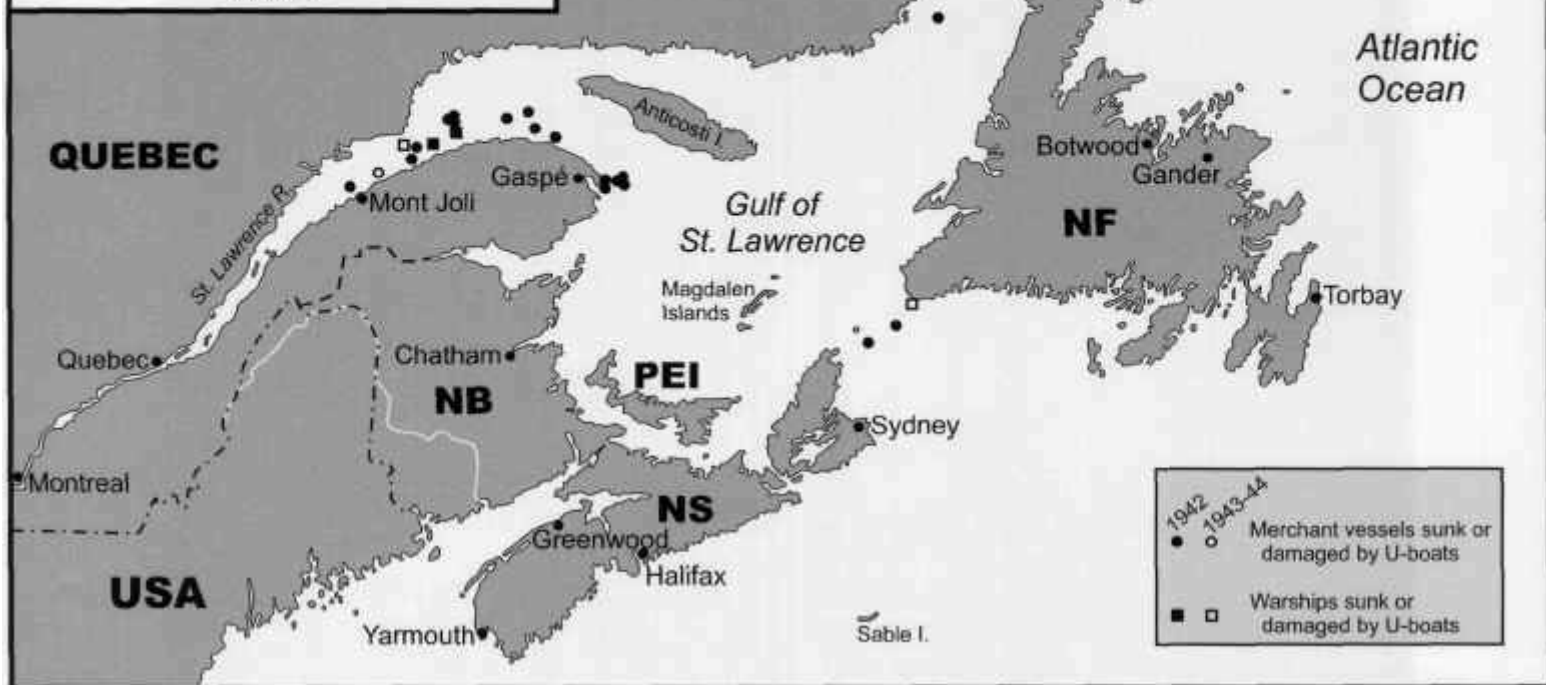 Atlantic
Ocean
QUEBEC
Anticosti I.
Botwood
Gander
Gaspé
Mont Joli
St. Lawrence R.
Gulf of
St. Lawrence
NF
Magdalen
Islands
Torbay
Quebec
Chatham
PEI
NB
Sydney
Montreal
NS
Greenwood
Halifax
USA
Yarmouth
Sable I.
1942
1943-44
Merchant vessels sunk or
damaged by U-boats
Warships sunk or
damaged by U-boats